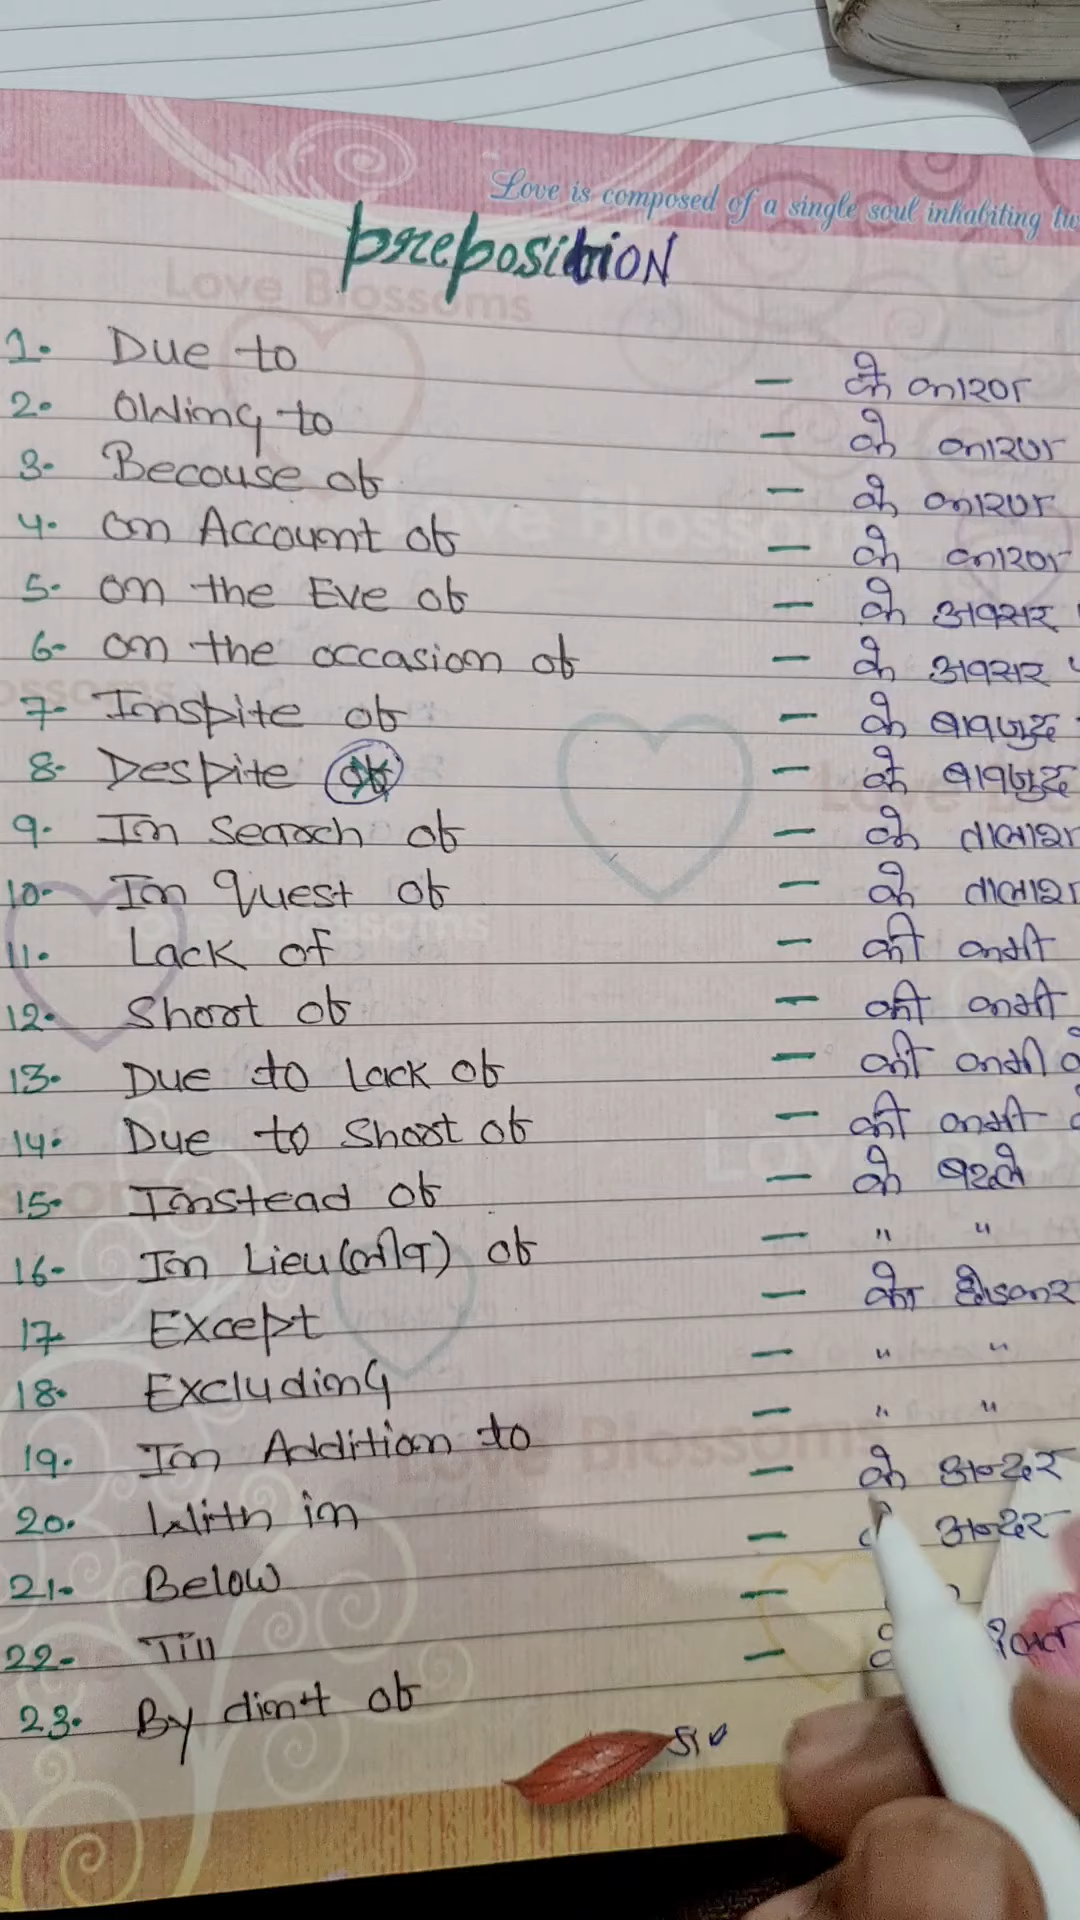 Love is composed of a single soul inhabiting
preposition
1. Due to – के कारण
2. Owing to – के कारण
3. Becouse of – के कारण
4. on Account of – के कारण
5. on the Eve of – के अवसर
6. on the occasion of – के अवसर
7. Inspite of – के बावजुद
8. Despite – के बावजुद
9. In Search of – के तालाश
10. In Quest of – के तालाश
11. Lack of – की कमी
12. Short of – की कमी
13. Due to Lack of – की कमी
14. Due to Short of – की कमी
15. Instead of – के बदले
16. In Lieu (लीव) of – " "
17. Except – को छोडकर
18. Excluding – " "
19. In Addition to – " "
20. With in – के अन्दर
21. Below – अन्दर
22. Till –
23. By dint of –